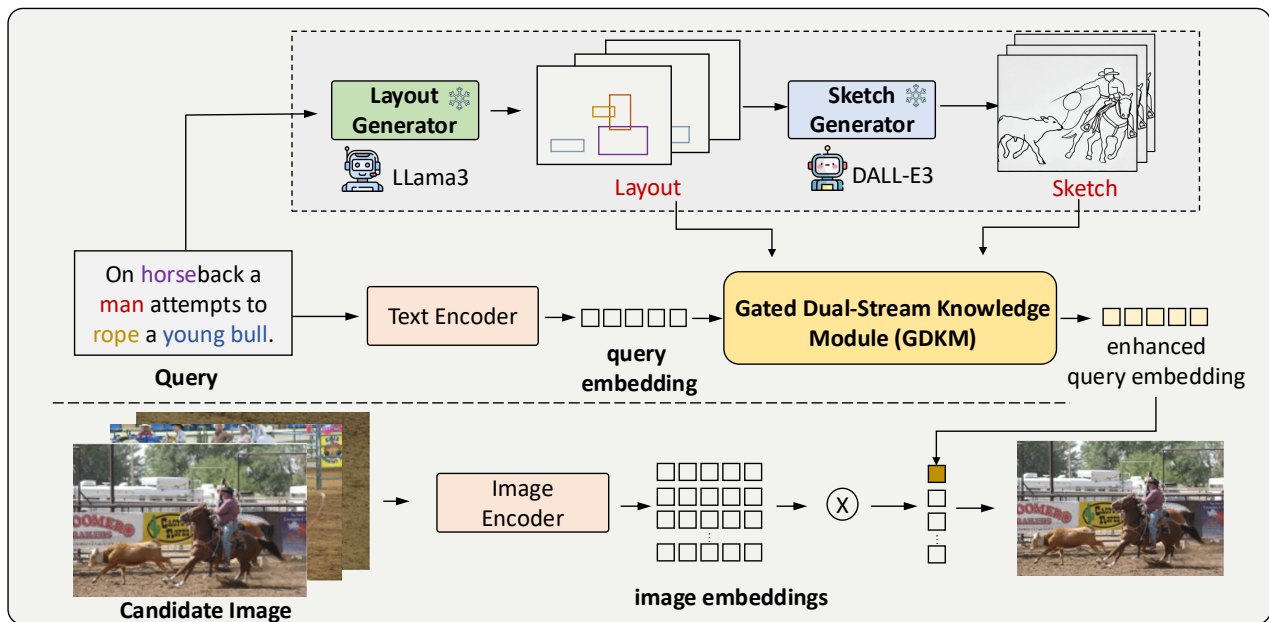 Layout
Generator
LLama3
Layout
Sketch
Generator
DALL-E3
Sketch
On horseback a
man attempts to
rope a young bull.
Query
Text Encoder
query
embedding
Gated Dual-Stream Knowledge
Module (GDKM)
enhanced
query embedding
Candidate Image
Image
Encoder
image embeddings
X